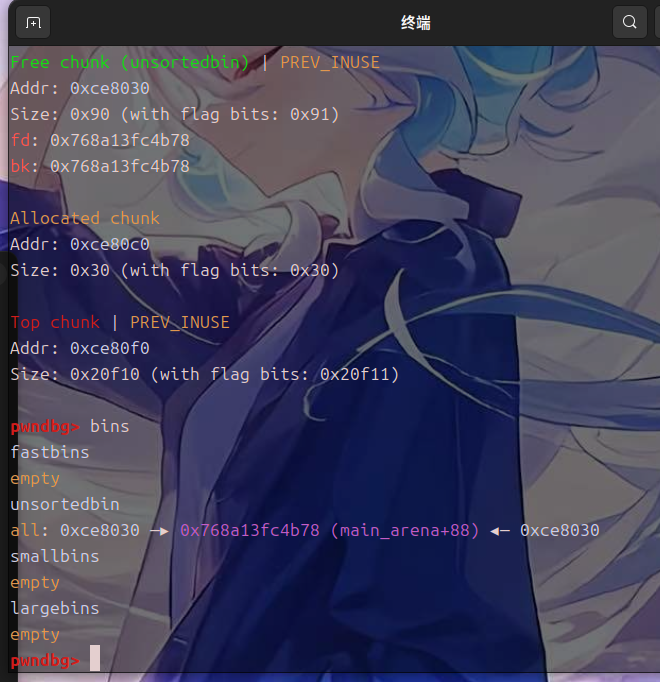 终端
Free chunk (unsortedbin) | PREV_INUSE
Addr: 0xce8030
Size: 0x90 (with flag bits: 0x91)
fd: 0x768a13fc4b78
bk: 0x768a13fc4b78
Allocated chunk
Addr: 0xce80c0
Size: 0x30 (with flag bits: 0x30)
Top chunk | PREV_INUSE
Addr: 0xce80f0
Size: 0x20f10 (with flag bits: 0x20f11)
pwndbg> bins
fastbins
empty
unsortedbin
all: 0xce8030 —▸ 0x768a13fc4b78 (main_arena+88) ◂— 0xce8030
smallbins
empty
largebins
empty
pwndbg>